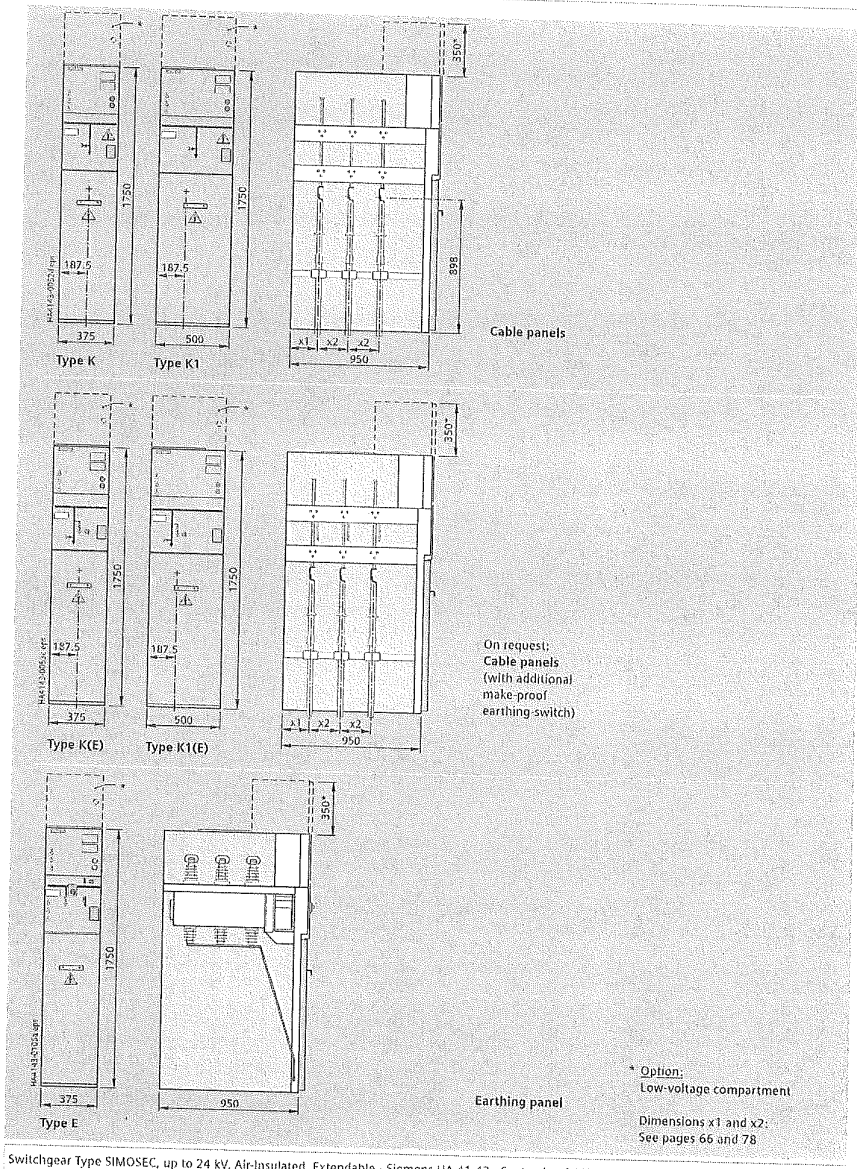 *
*
350*
1750
1750
898
187.5
187.5
HA4143-0052d eps
375
500
x1
x2
x2
950
Type K
Type K1
Cable panels
*
*
350*
1750
1750
187.5
187.5
375
500
x1
x2
x2
950
Type K(E)
Type K1(E)
On request:
Cable panels
(with additional
make-proof
earthing-switch)
*
350*
1750
375
950
Type E
Earthing panel
* Option:
Low-voltage compartment
Dimensions x1 and x2:
See pages 66 and 78
Switchgear Type SIMOSEC, up to 24 kV, Air-Insulated, Extendable · Siemens HA 41.43